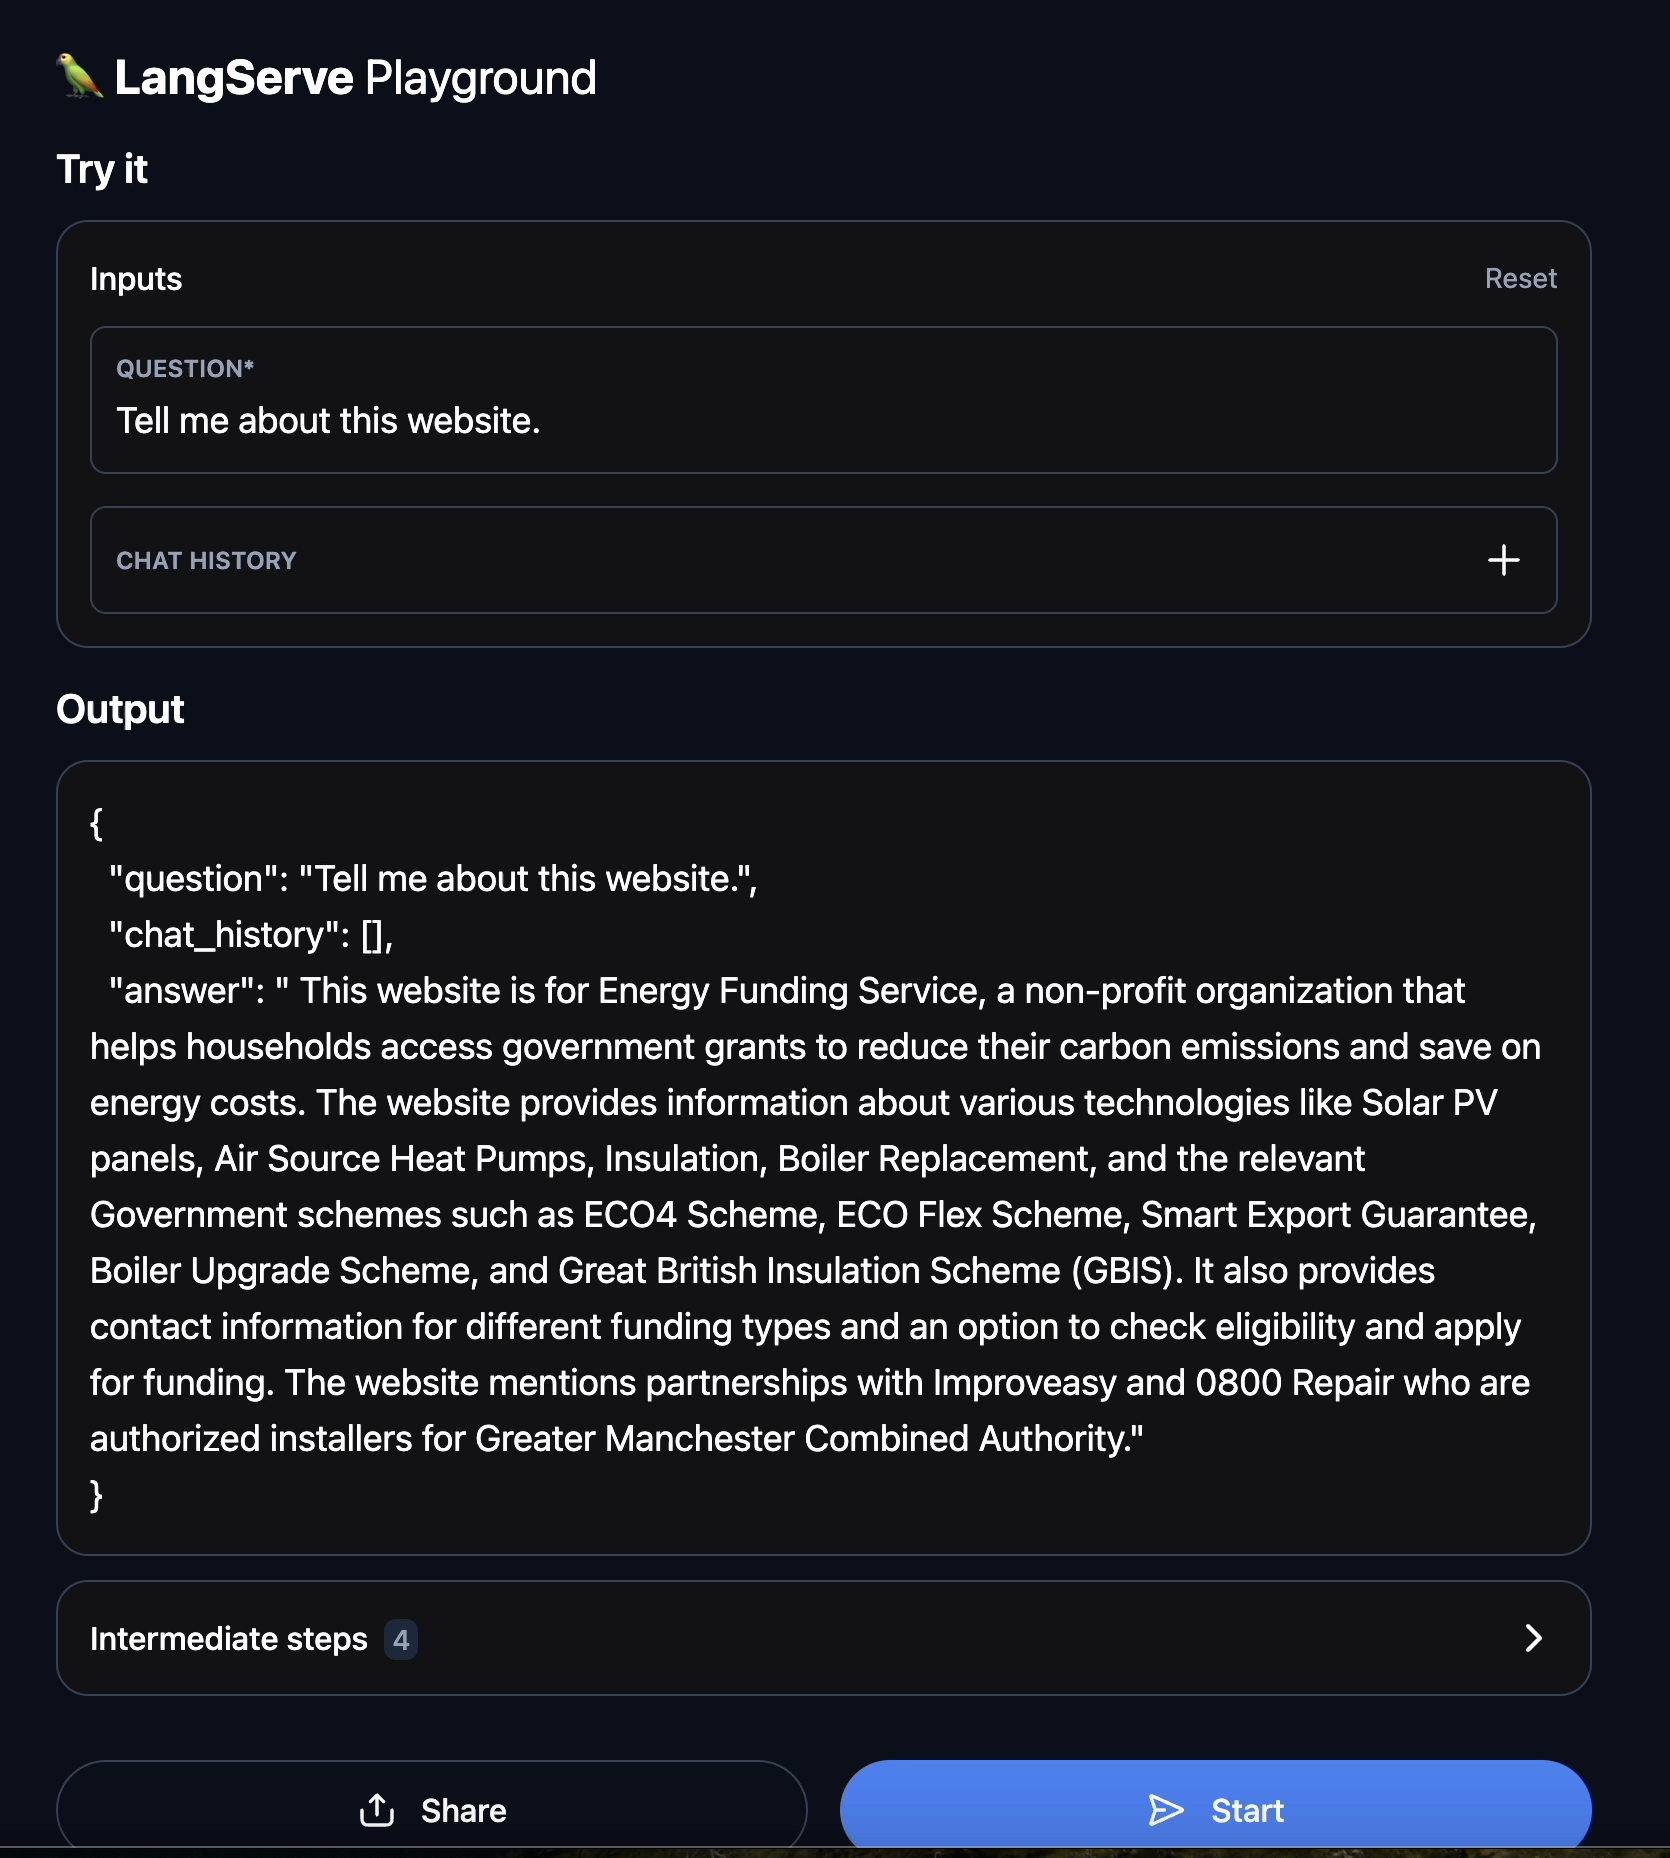 LangServe Playground
Try it
Inputs
Reset
QUESTION*
Tell me about this website.
CHAT HISTORY
Output
{
"question": "Tell me about this website.",
"chat_history": [],
"answer": " This website is for Energy Funding Service, a non-profit organization that
helps households access government grants to reduce their carbon emissions and save on
energy costs. The website provides information about various technologies like Solar PV
panels, Air Source Heat Pumps, Insulation, Boiler Replacement, and the relevant
Government schemes such as ECO4 Scheme, ECO Flex Scheme, Smart Export Guarantee,
Boiler Upgrade Scheme, and Great British Insulation Scheme (GBIS). It also provides
contact information for different funding types and an option to check eligibility and apply
for funding. The website mentions partnerships with Improveasy and 0800 Repair who are
authorized installers for Greater Manchester Combined Authority."
}
Intermediate steps 4
Share
Start